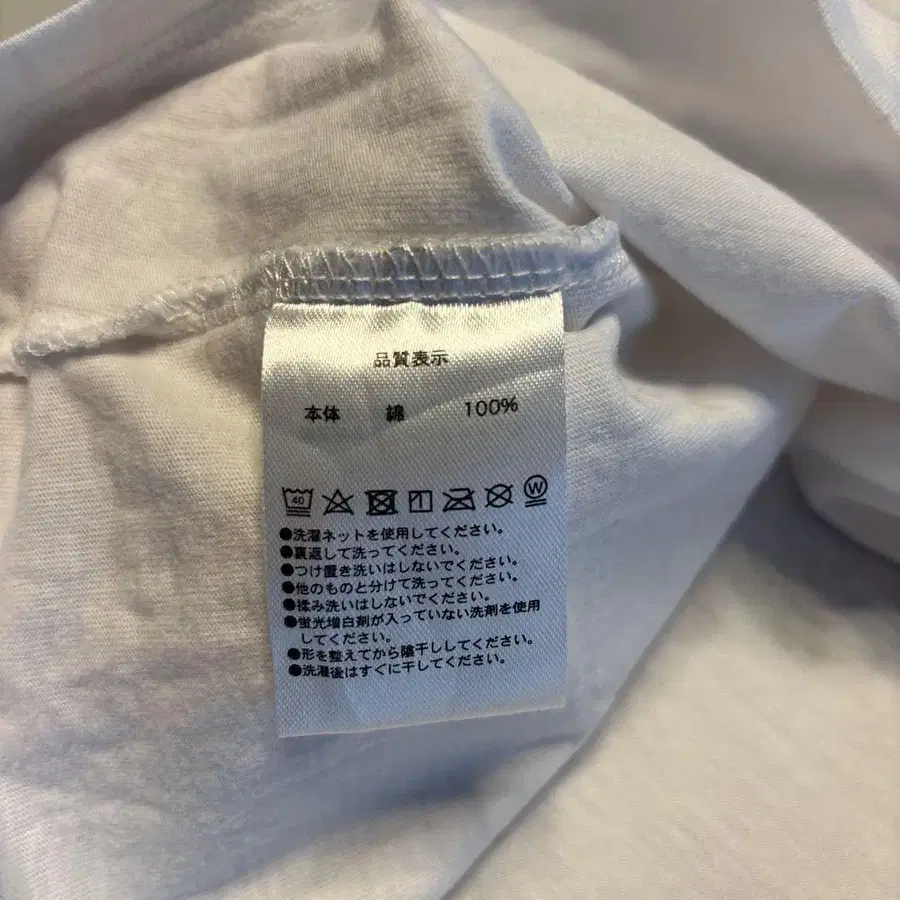 品質表示
本体 綿 100%
40 W
●洗濯ネットを使用してください。
●裏返して洗ってください。
●つけ置き洗いはしないでください。
●他のものと分けて洗ってください。
●揉み洗いはしないでください。
●蛍光増白剤が入っていない洗剤を使用
してください。
●形を整えてから陰干ししてください。
●洗濯後はすぐに干してください。